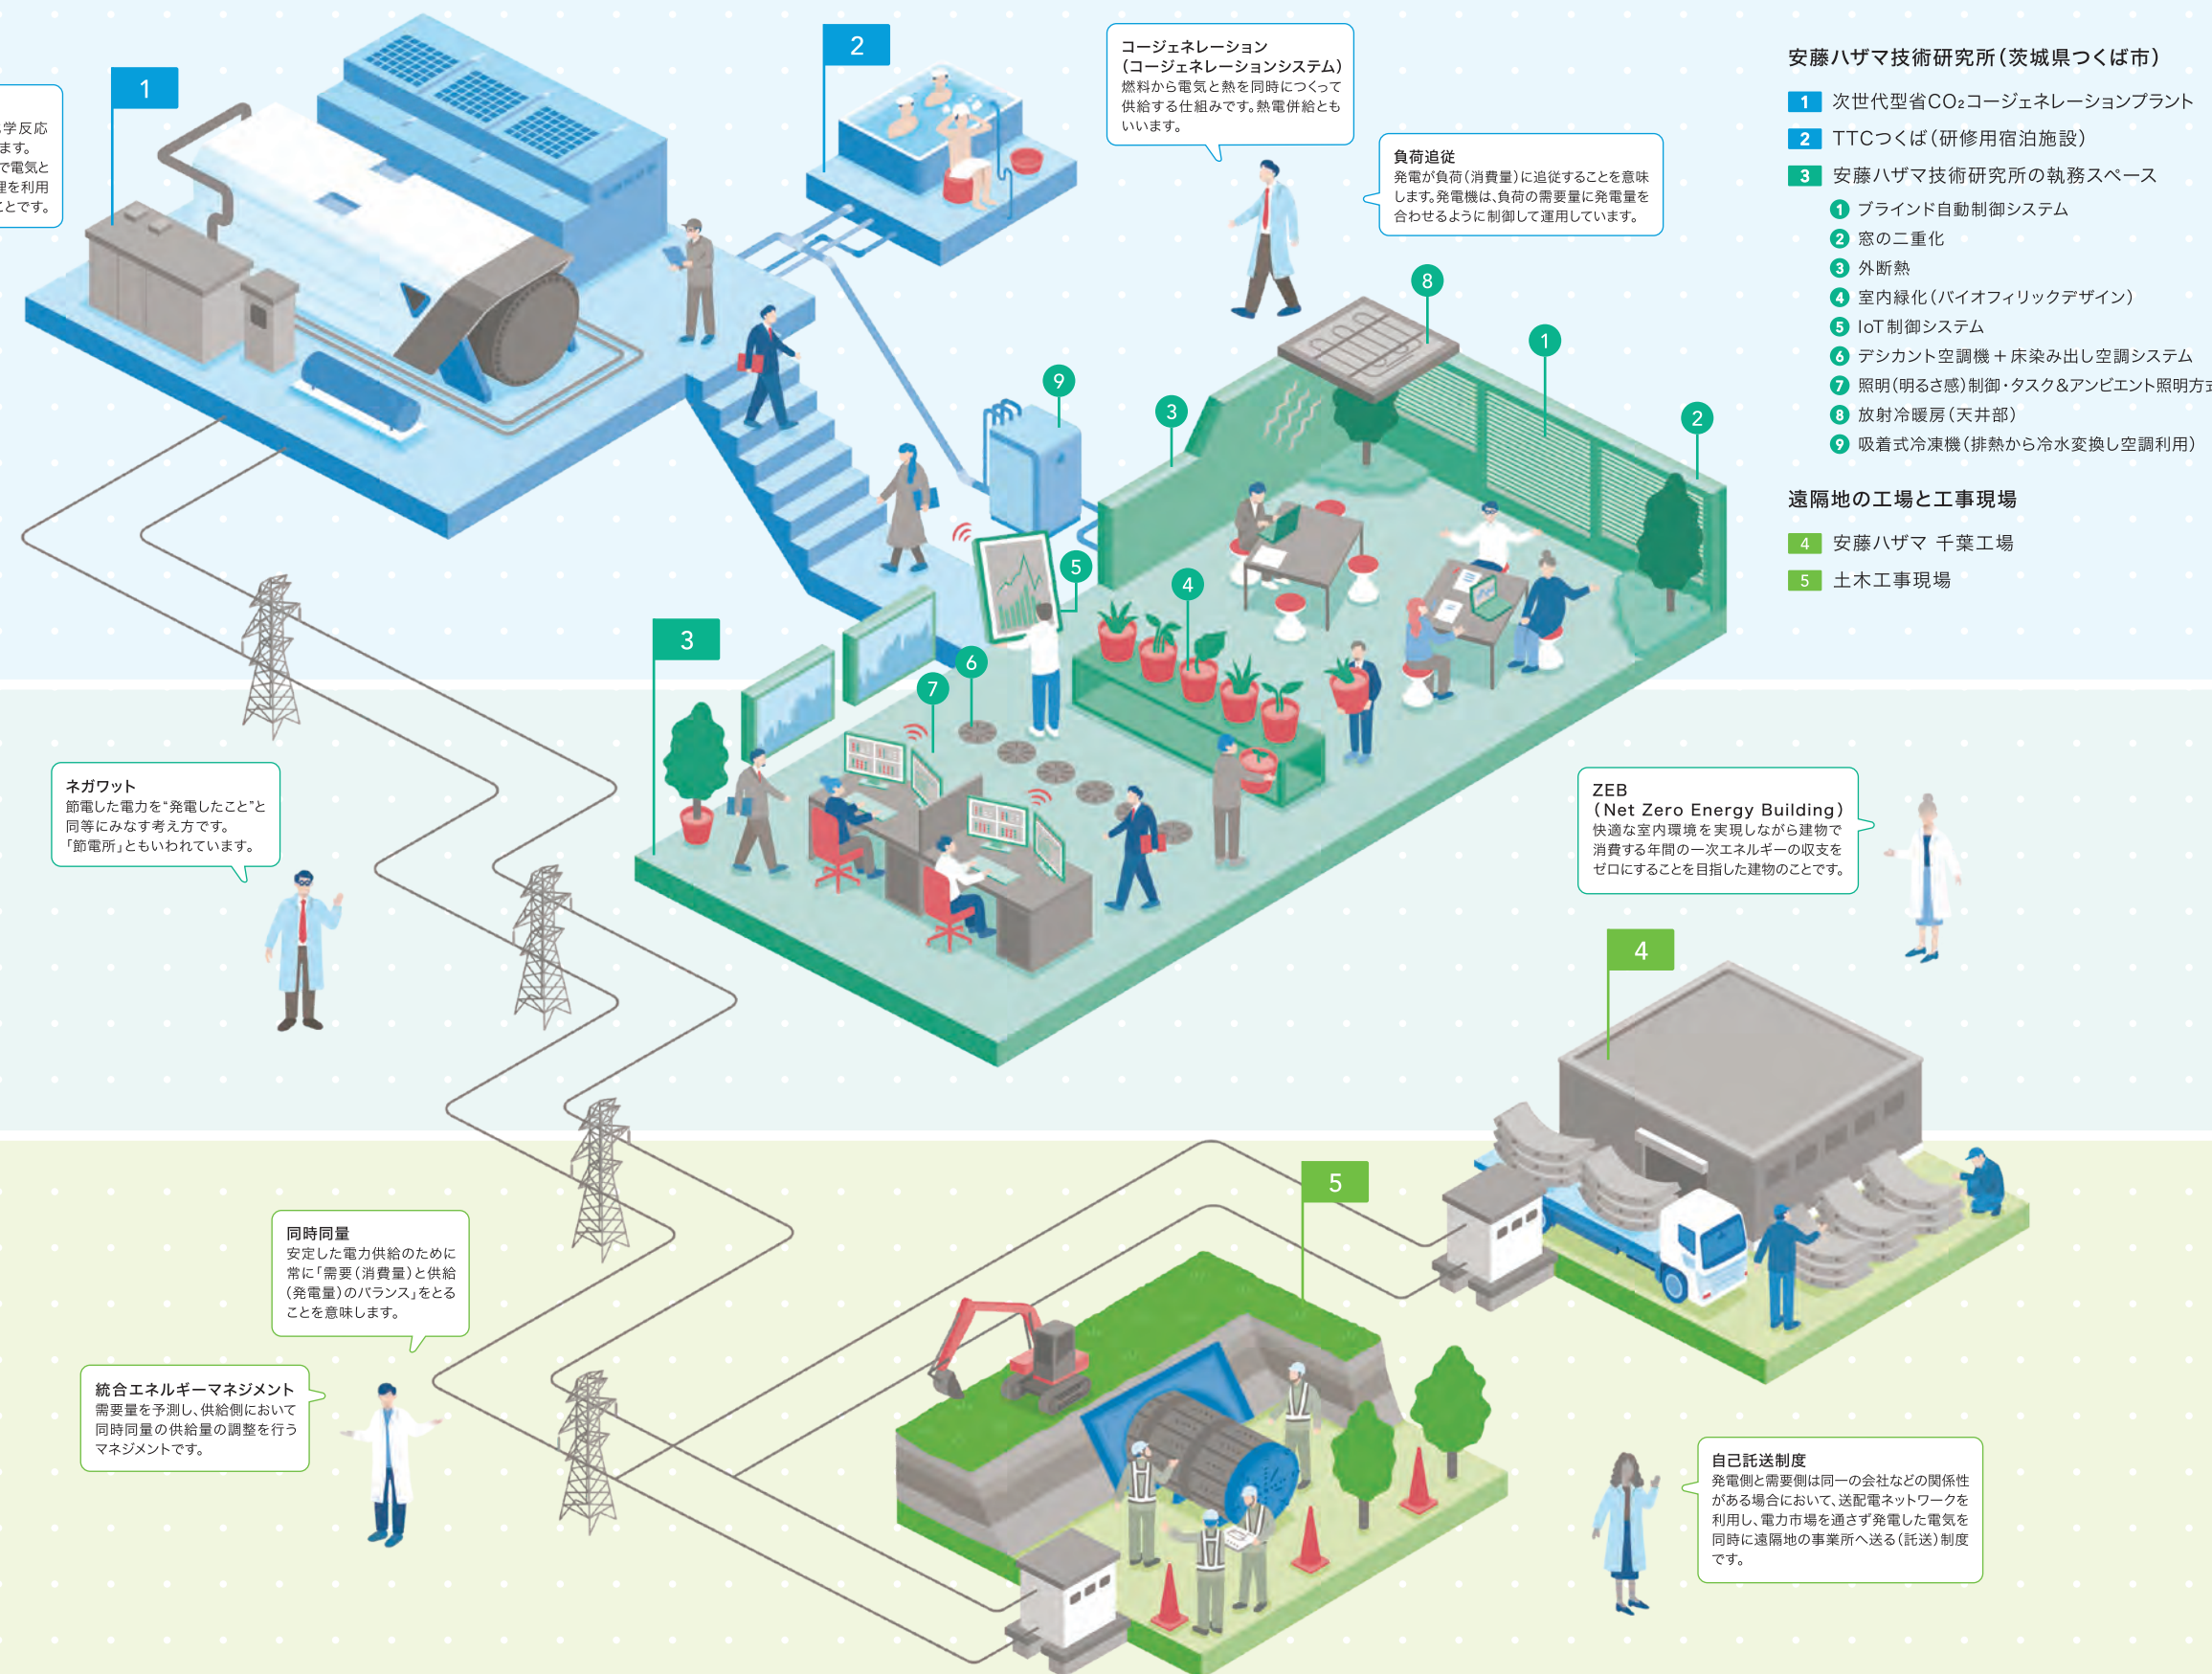 1
学反応
ます。
で電気と
理を利用
ことです。
2
コージェネレーション
(コージェネレーションシステム)
燃料から電気と熱を同時につくって
供給する仕組みです。熱電併給とも
いいます。
負荷追従
発電が負荷(消費量)に追従することを意味
します。発電機は、負荷の需要量に発電量を
合わせるように制御して運用しています。
安藤ハザマ技術研究所(茨城県つくば市)
1 次世代型省CO₂コージェネレーションプラント
2 TTCつくば(研修用宿泊施設)
3 安藤ハザマ技術研究所の執務スペース
1 ブラインド自動制御システム
2 窓の二重化
3 外断熱
4 室内緑化(バイオフィリックデザイン)
5 IoT制御システム
6 デシカント空調機+床染み出し空調システム
7 照明(明るさ感)制御・タスク&アンビエント照明方式
8 放射冷暖房(天井部)
9 吸着式冷凍機(排熱から冷水変換し空調利用)
遠隔地の工場と工事現場
4 安藤ハザマ 千葉工場
5 土木工事現場
8
1
9
3
2
5
4
3
6
7
ネガワット
節電した電力を“発電したこと”と
同等にみなす考え方です。
「節電所」ともいわれています。
ZEB
(Net Zero Energy Building)
快適な室内環境を実現しながら建物で
消費する年間の一次エネルギーの収支を
ゼロにすることを目指した建物のことです。
4
5
同時同量
安定した電力供給のために
常に「需要(消費量)と供給
(発電量)のバランス」をとる
ことを意味します。
統合エネルギーマネジメント
需要量を予測し、供給側において
同時同量の供給量の調整を行う
マネジメントです。
自己託送制度
発電側と需要側は同一の会社などの関係性
がある場合において、送配電ネットワークを
利用し、電力市場を通さず発電した電気を
同時に遠隔地の事業所へ送る(託送)制度
です。